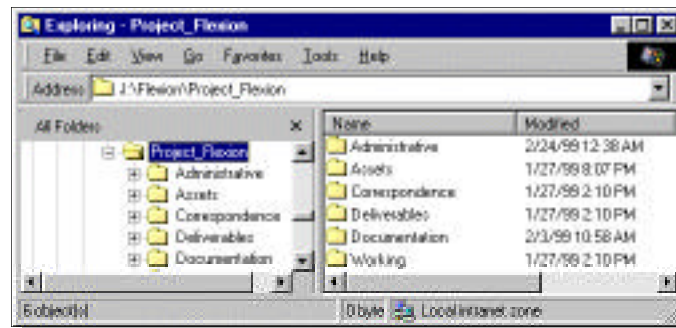 Exploring - Project_Flexion
File Edit View Go Favorites Tools Help
Address J:\Flexion\Project_Flexion
All Folders
Project_Flexion
Administrative
Assets
Correspondence
Deliverables
Documentation
Name Modified
Administrative 2/24/99 12:38 AM
Assets 1/27/99 8:07 PM
Correspondence 1/27/99 2:10 PM
Deliverables 1/27/99 2:10 PM
Documentation 2/3/99 10:58 AM
Working 1/27/99 2:10 PM
6 object(s) 0 byte Local intranet zone